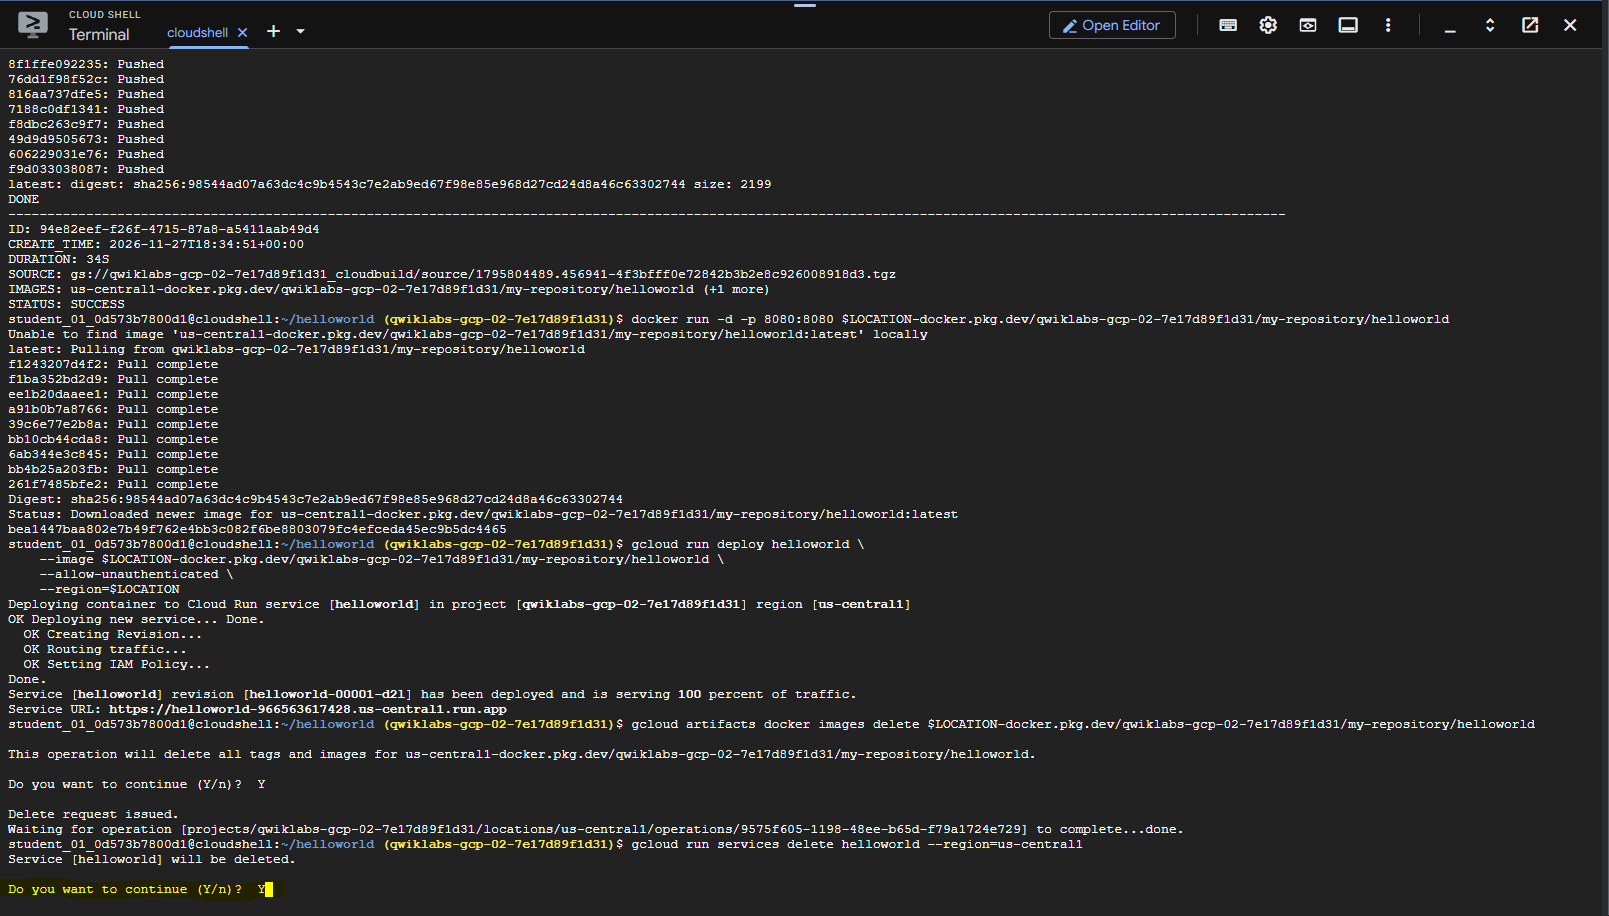 CLOUD SHELL
Terminal
cloudshell
Open Editor
8f1ffe092235: Pushed
76dd1f98f52c: Pushed
816aa737dfe5: Pushed
7188c0df1341: Pushed
f8dbc263c9f7: Pushed
49d9d9505673: Pushed
606229031e76: Pushed
f9d033038087: Pushed
latest: digest: sha256:98544ad07a63dc4c9b4543c7e2ab9ed67f98e85e968d27cd24d8a46c63302744 size: 2199
DONE
--------------------------------------------------------------------------------------------------------------------------------------------------------------------
ID: 94e82eef-f26f-4715-87a8-a5411aab49d4
CREATE_TIME: 2026-11-27T18:34:51+00:00
DURATION: 34S
SOURCE: gs://qwiklabs-gcp-02-7e17d89f1d31_cloudbuild/source/1795804489.456941-4f3bfff0e72842b3b2e8c926008918d3.tgz
IMAGES: us-central1-docker.pkg.dev/qwiklabs-gcp-02-7e17d89f1d31/my-repository/helloworld (+1 more)
STATUS: SUCCESS
student_01_0d573b7800d1@cloudshell:~/helloworld (qwiklabs-gcp-02-7e17d89f1d31)$ docker run -d -p 8080:8080 $LOCATION-docker.pkg.dev/qwiklabs-gcp-02-7e17d89f1d31/my-repository/helloworld
Unable to find image 'us-central1-docker.pkg.dev/qwiklabs-gcp-02-7e17d89f1d31/my-repository/helloworld:latest' locally
latest: Pulling from qwiklabs-gcp-02-7e17d89f1d31/my-repository/helloworld
f1243207d4f2: Pull complete
f1ba352bd2d9: Pull complete
ee1b20daaee1: Pull complete
a91b0b7a8766: Pull complete
39c6e77e2b8a: Pull complete
bb10cb44cda8: Pull complete
6ab344e3c845: Pull complete
bb4b25a203fb: Pull complete
261f7485bfe2: Pull complete
Digest: sha256:98544ad07a63dc4c9b4543c7e2ab9ed67f98e85e968d27cd24d8a46c63302744
Status: Downloaded newer image for us-central1-docker.pkg.dev/qwiklabs-gcp-02-7e17d89f1d31/my-repository/helloworld:latest
bea1447baa802e7b49f762e4bb3c082f6be8803079fc4efceda45ec9b5dc4465
student_01_0d573b7800d1@cloudshell:~/helloworld (qwiklabs-gcp-02-7e17d89f1d31)$ gcloud run deploy helloworld \
    --image $LOCATION-docker.pkg.dev/qwiklabs-gcp-02-7e17d89f1d31/my-repository/helloworld \
    --allow-unauthenticated \
    --region=$LOCATION
Deploying container to Cloud Run service [helloworld] in project [qwiklabs-gcp-02-7e17d89f1d31] region [us-central1]
OK Deploying new service... Done.
  OK Creating Revision...
  OK Routing traffic...
  OK Setting IAM Policy...
Done.
Service [helloworld] revision [helloworld-00001-d2l] has been deployed and is serving 100 percent of traffic.
Service URL: https://helloworld-966563617428.us-central1.run.app
student_01_0d573b7800d1@cloudshell:~/helloworld (qwiklabs-gcp-02-7e17d89f1d31)$ gcloud artifacts docker images delete $LOCATION-docker.pkg.dev/qwiklabs-gcp-02-7e17d89f1d31/my-repository/helloworld
This operation will delete all tags and images for us-central1-docker.pkg.dev/qwiklabs-gcp-02-7e17d89f1d31/my-repository/helloworld.
Do you want to continue (Y/n)?  Y
Delete request issued.
Waiting for operation [projects/qwiklabs-gcp-02-7e17d89f1d31/locations/us-central1/operations/9575f605-1198-48ee-b65d-f79a1724e729] to complete...done.
student_01_0d573b7800d1@cloudshell:~/helloworld (qwiklabs-gcp-02-7e17d89f1d31)$ gcloud run services delete helloworld --region=us-central1
Service [helloworld] will be deleted.
Do you want to continue (Y/n)?  Y